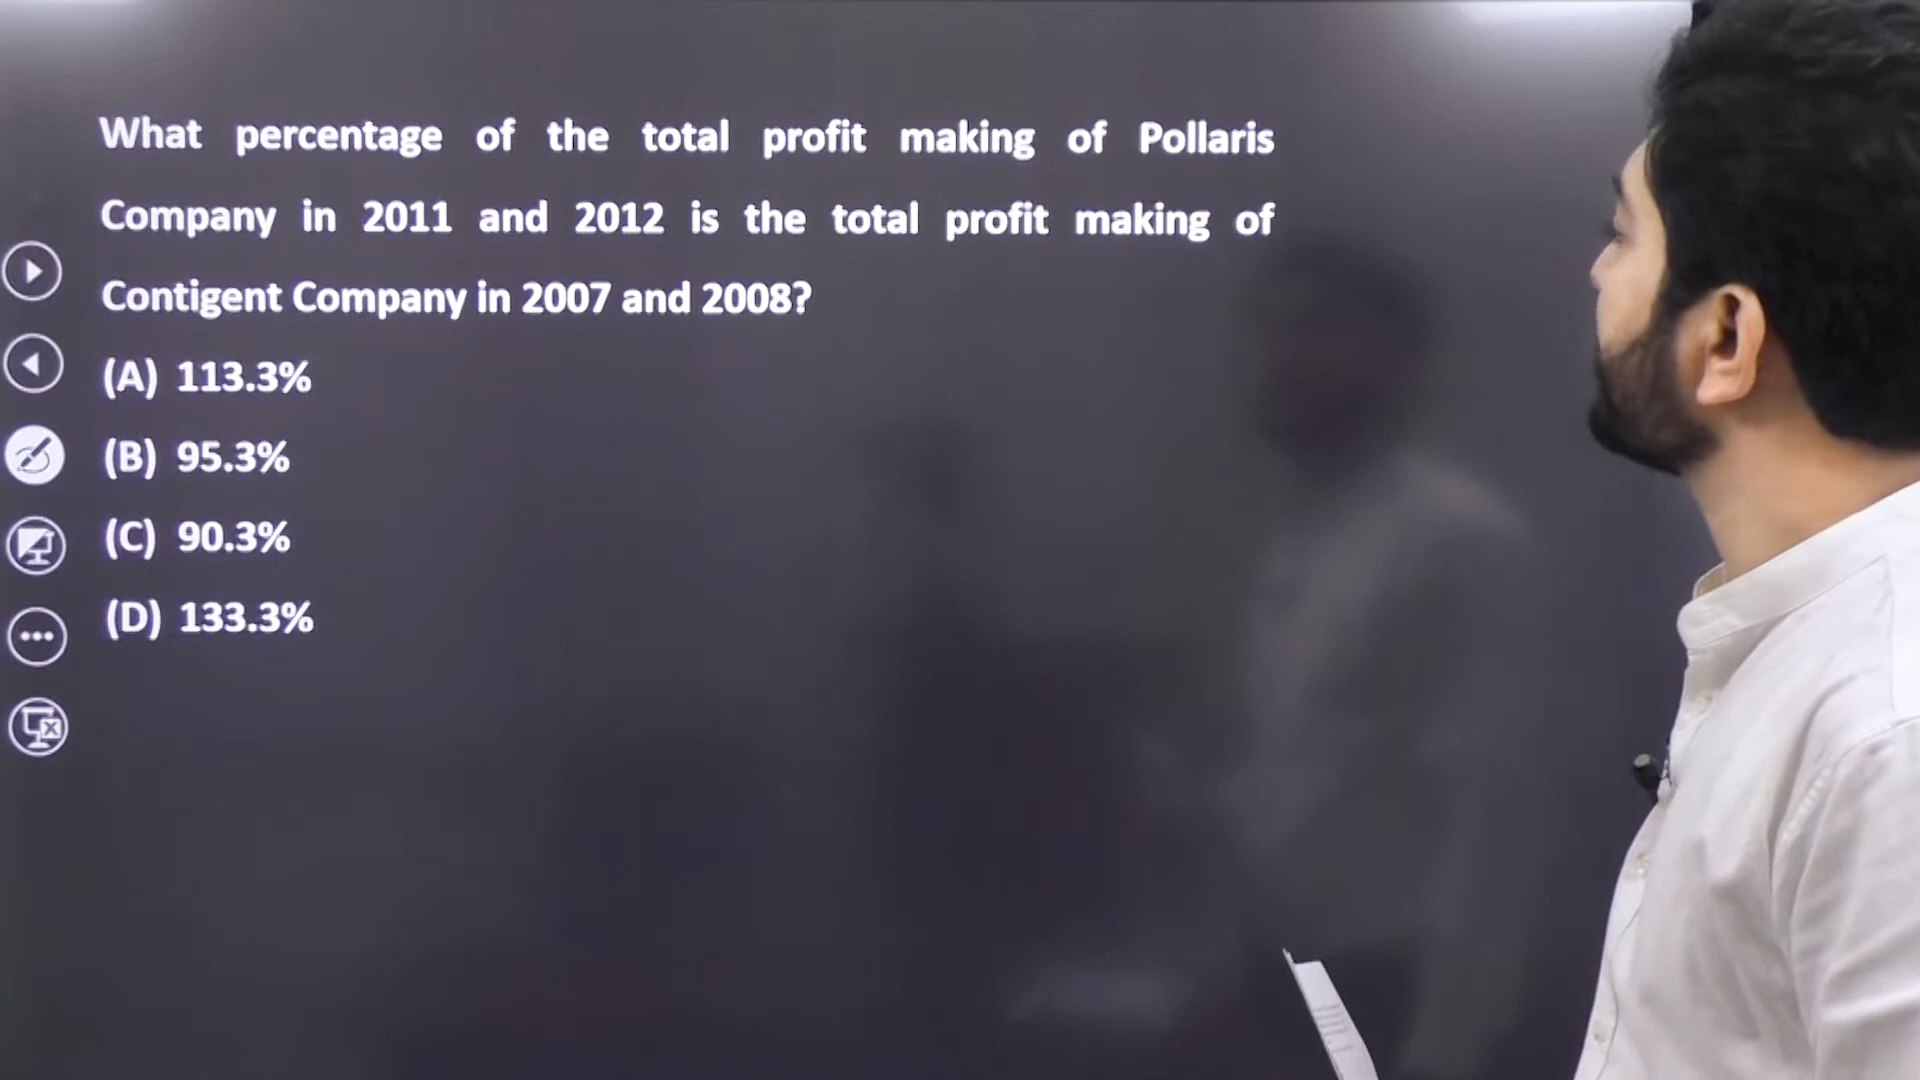 What percentage of the total profit making of Pollaris
Company in 2011 and 2012 is the total profit making of
Contigent Company in 2007 and 2008?
(A) 113.3%
(B) 95.3%
(C) 90.3%
(D) 133.3%